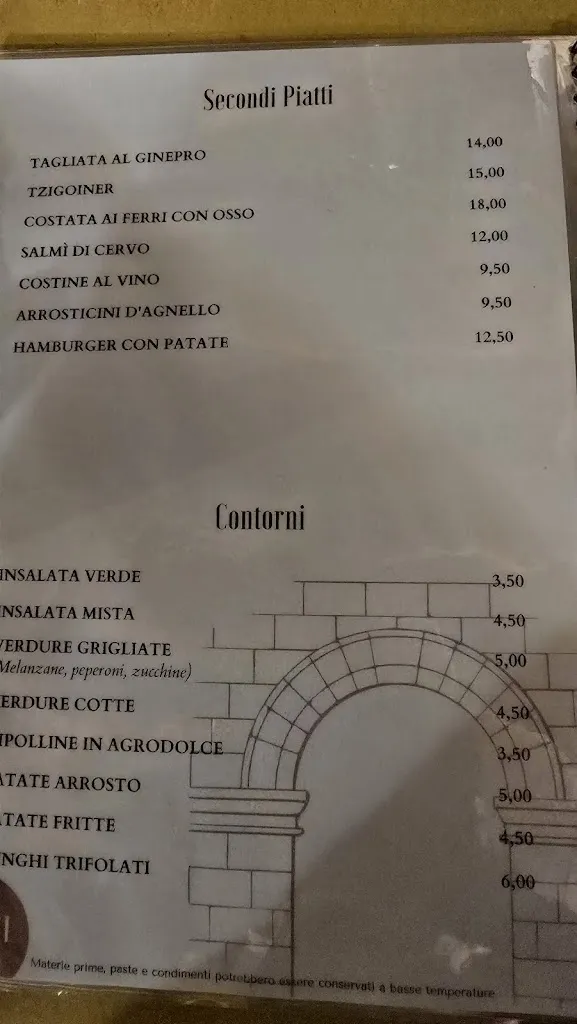 Secondi Piatti
TAGLIATA AL GINEPRO 14,00
TZIGOINER 15,00
COSTATA AI FERRI CON OSSO 18,00
SALMÌ DI CERVO 12,00
COSTINE AL VINO 9,50
ARROSTICINI D'AGNELLO 9,50
HAMBURGER CON PATATE 12,50
Contorni
INSALATA VERDE 3,50
INSALATA MISTA 4,50
VERDURE GRIGLIATE 5,00
(Melanzane, peperoni, zucchine)
ERDURE COTTE 4,50
IPOLLINE IN AGRODOLCE 3,50
ATATE ARROSTO 5,00
ATATE FRITTE 4,50
NGHI TRIFOLATI 6,00
Materie prime, paste e condimenti potrebbero essere conservati a basse temperature